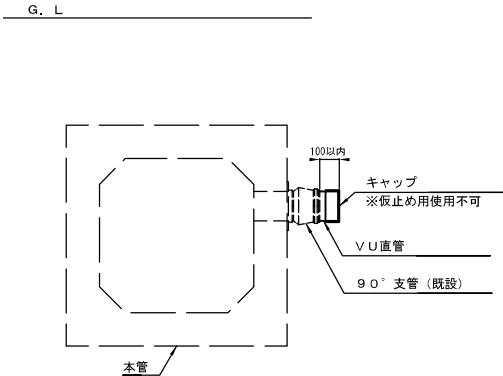 G．L
100以内
キャップ
※仮止め用使用不可
VU直管
90°支管（既設）
本管